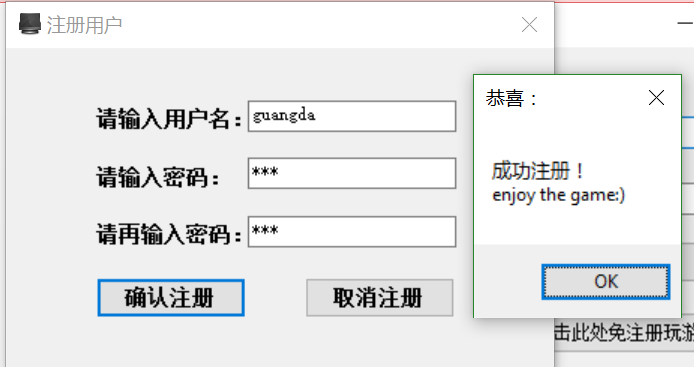 注册用户
请输入用户名：
guangda
请输入密码：
***
请再输入密码：
***
确认注册
取消注册
恭喜：
成功注册！
enjoy the game:)
OK
击此处免注册玩游